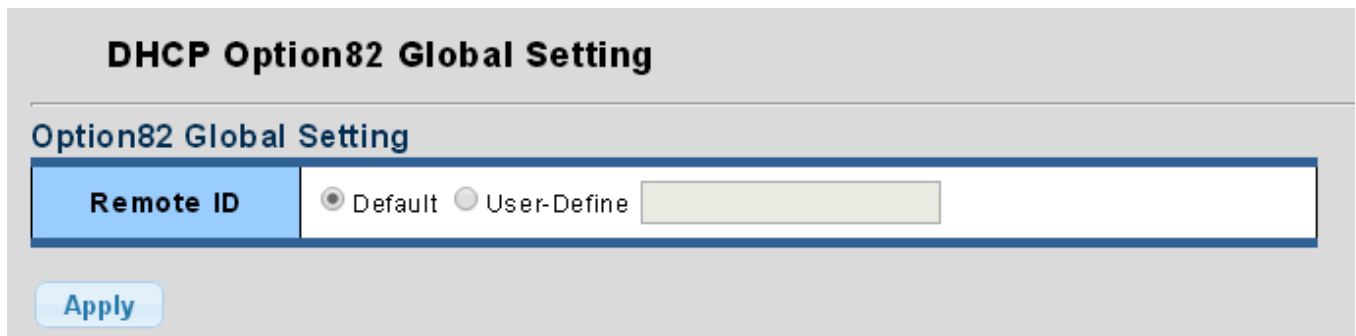 DHCP Option82 Global Setting
Option82 Global Setting
Remote ID Default User-Define
Apply